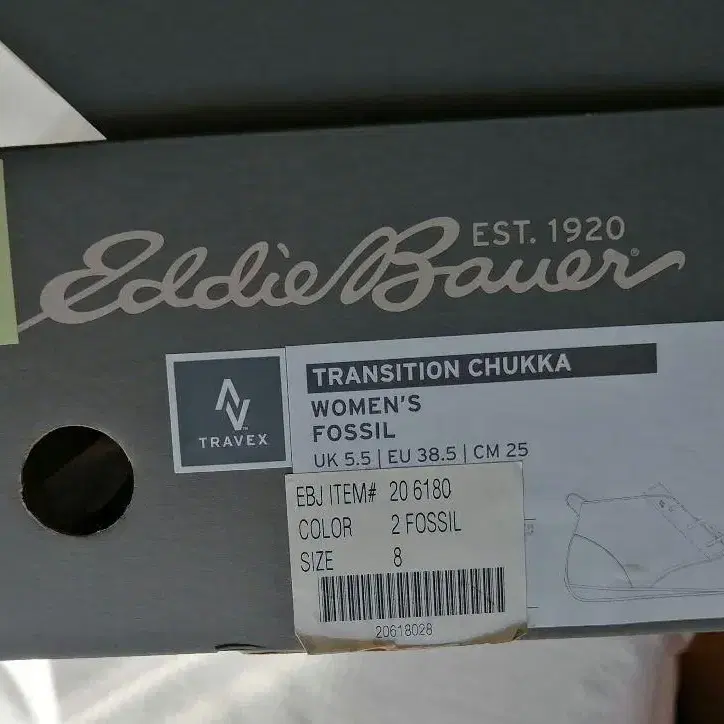 Eddie Bauer EST. 1920
TRAVEX
TRANSITION CHUKKA
WOMEN'S
FOSSIL
UK 5.5 | EU 38.5 | CM 25
EBJ ITEM# 20 6180
COLOR 2 FOSSIL
SIZE 8
20618028